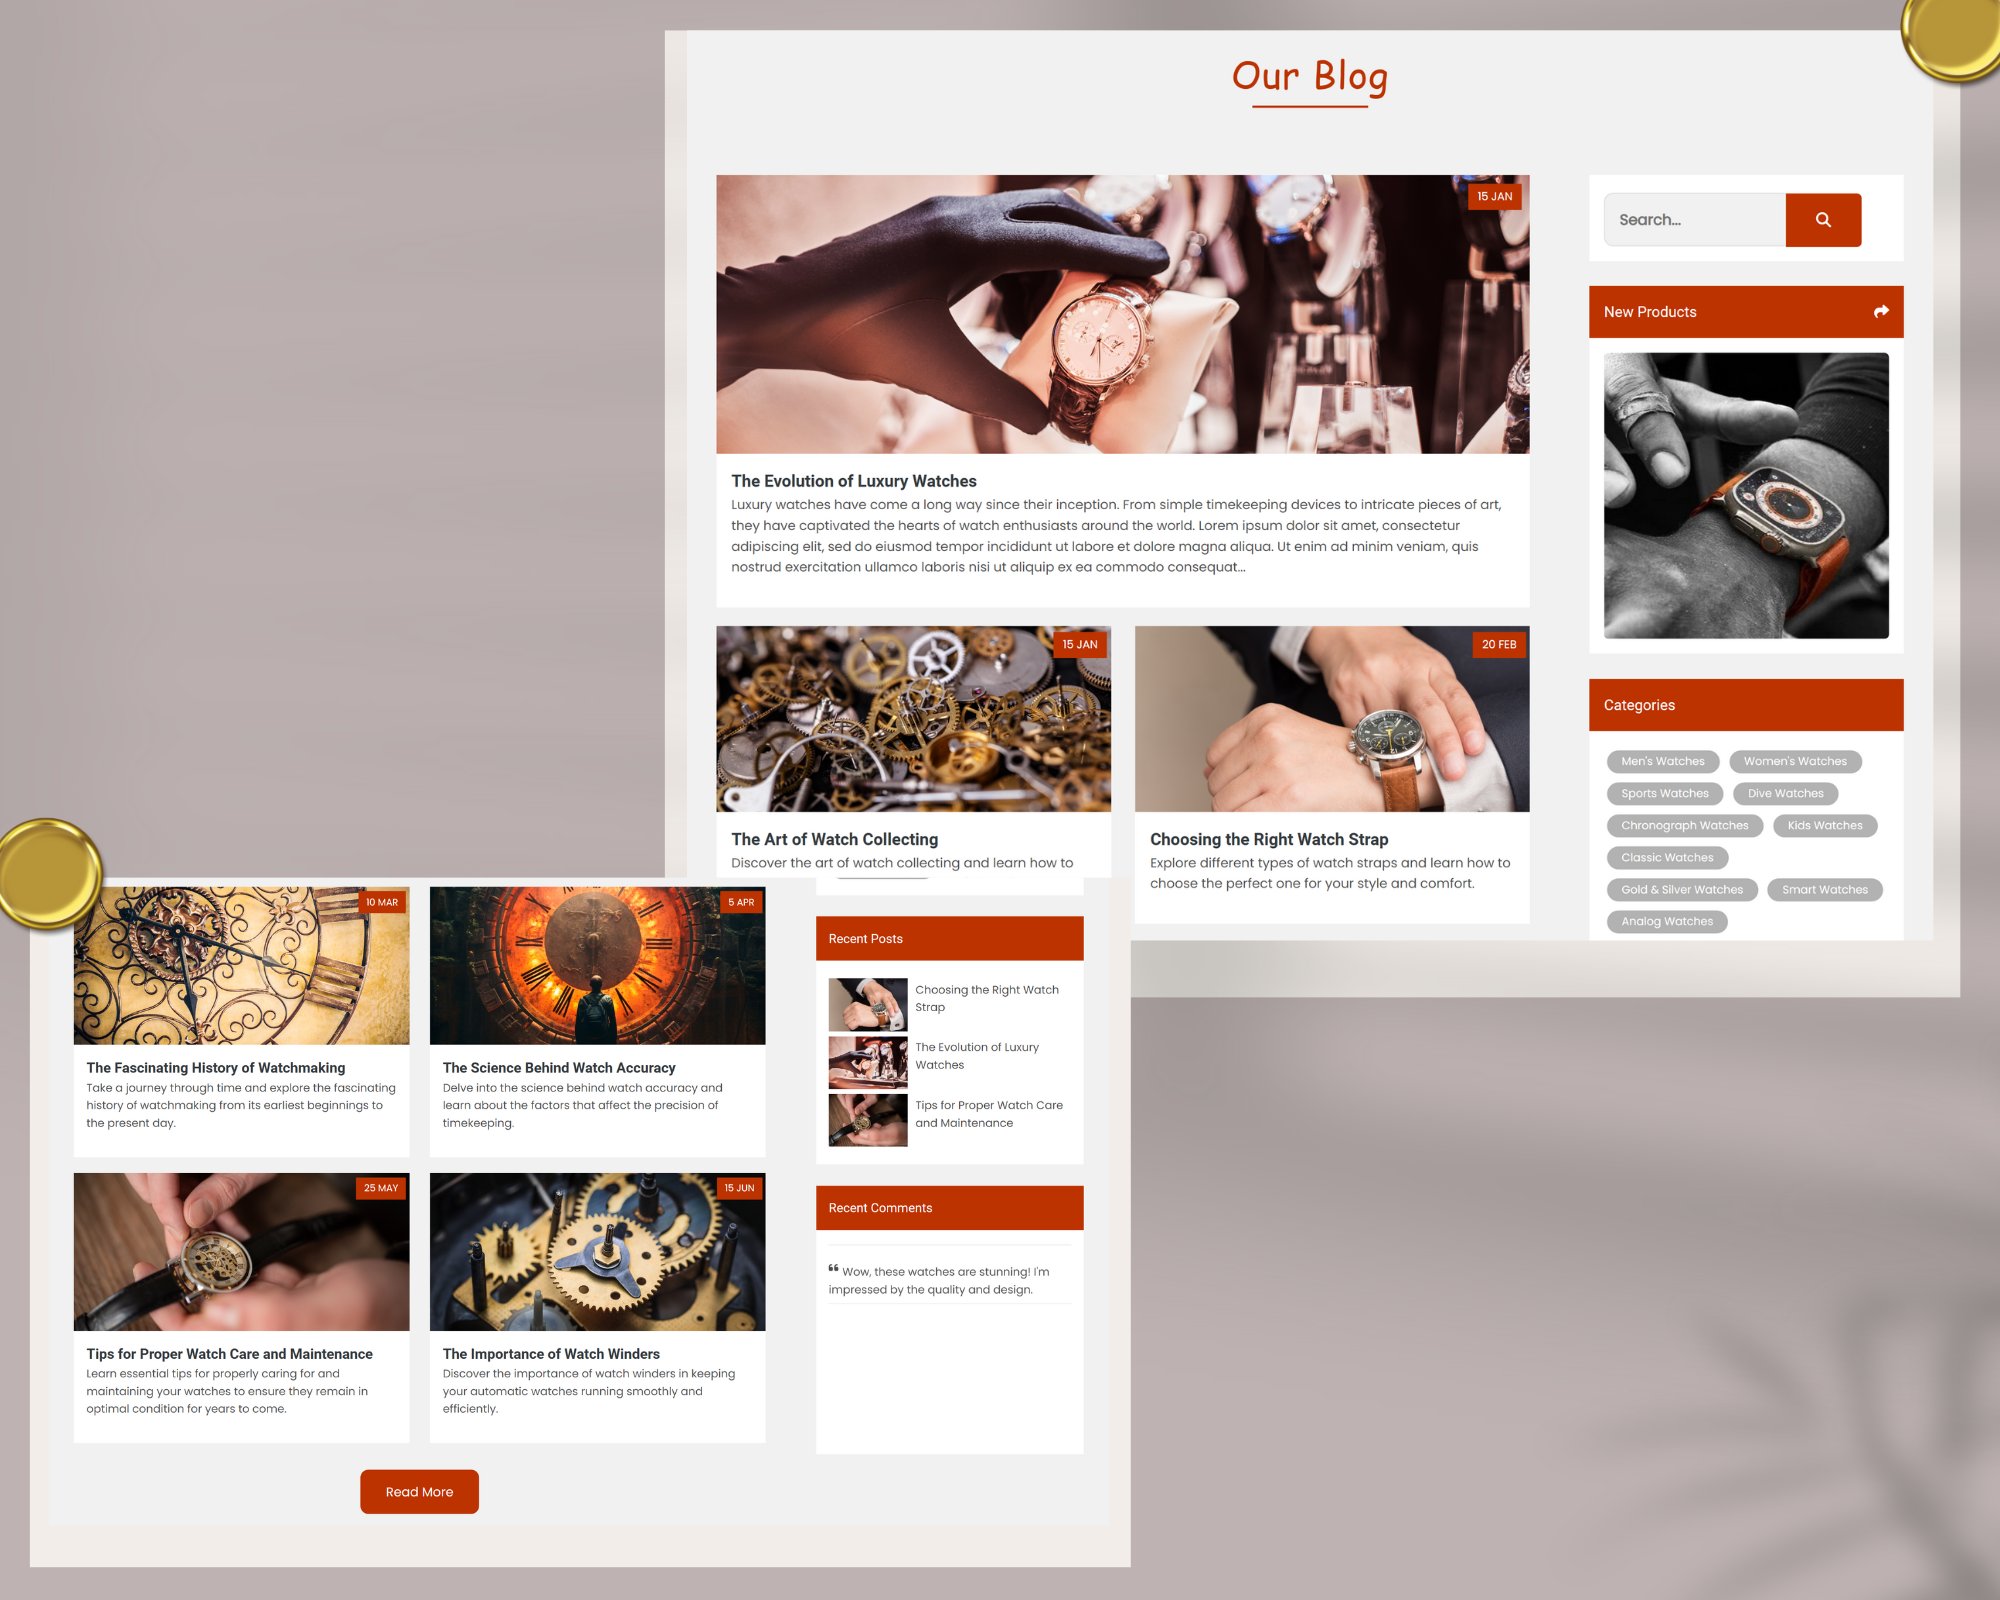 Our Blog
15 JAN
The Evolution of Luxury Watches
Luxury watches have come a long way since their inception. From simple timekeeping devices to intricate pieces of art,
they have captivated the hearts of watch enthusiasts around the world. Lorem ipsum dolor sit amet, consectetur
adipiscing elit, sed do eiusmod tempor incididunt ut labore et dolore magna aliqua. Ut enim ad minim veniam, quis
nostrud exercitation ullamco laboris nisi ut aliquip ex ea commodo consequat...
15 JAN
The Art of Watch Collecting
Discover the art of watch collecting and learn how to
20 FEB
Choosing the Right Watch Strap
Explore different types of watch straps and learn how to
choose the perfect one for your style and comfort.
Search...
New Products
Categories
Men's Watches
Women's Watches
Sports Watches
Dive Watches
Chronograph Watches
Kids Watches
Classic Watches
Gold & Silver Watches
Smart Watches
Analog Watches
10 MAR
The Fascinating History of Watchmaking
Take a journey through time and explore the fascinating
history of watchmaking from its earliest beginnings to
the present day.
5 APR
The Science Behind Watch Accuracy
Delve into the science behind watch accuracy and
learn about the factors that affect the precision of
timekeeping.
25 MAY
Tips for Proper Watch Care and Maintenance
Learn essential tips for properly caring for and
maintaining your watches to ensure they remain in
optimal condition for years to come.
15 JUN
The Importance of Watch Winders
Discover the importance of watch winders in keeping
your automatic watches running smoothly and
efficiently.
Read More
Recent Posts
Choosing the Right Watch
Strap
The Evolution of Luxury
Watches
Tips for Proper Watch Care
and Maintenance
Recent Comments
❝ Wow, these watches are stunning! I'm
impressed by the quality and design.